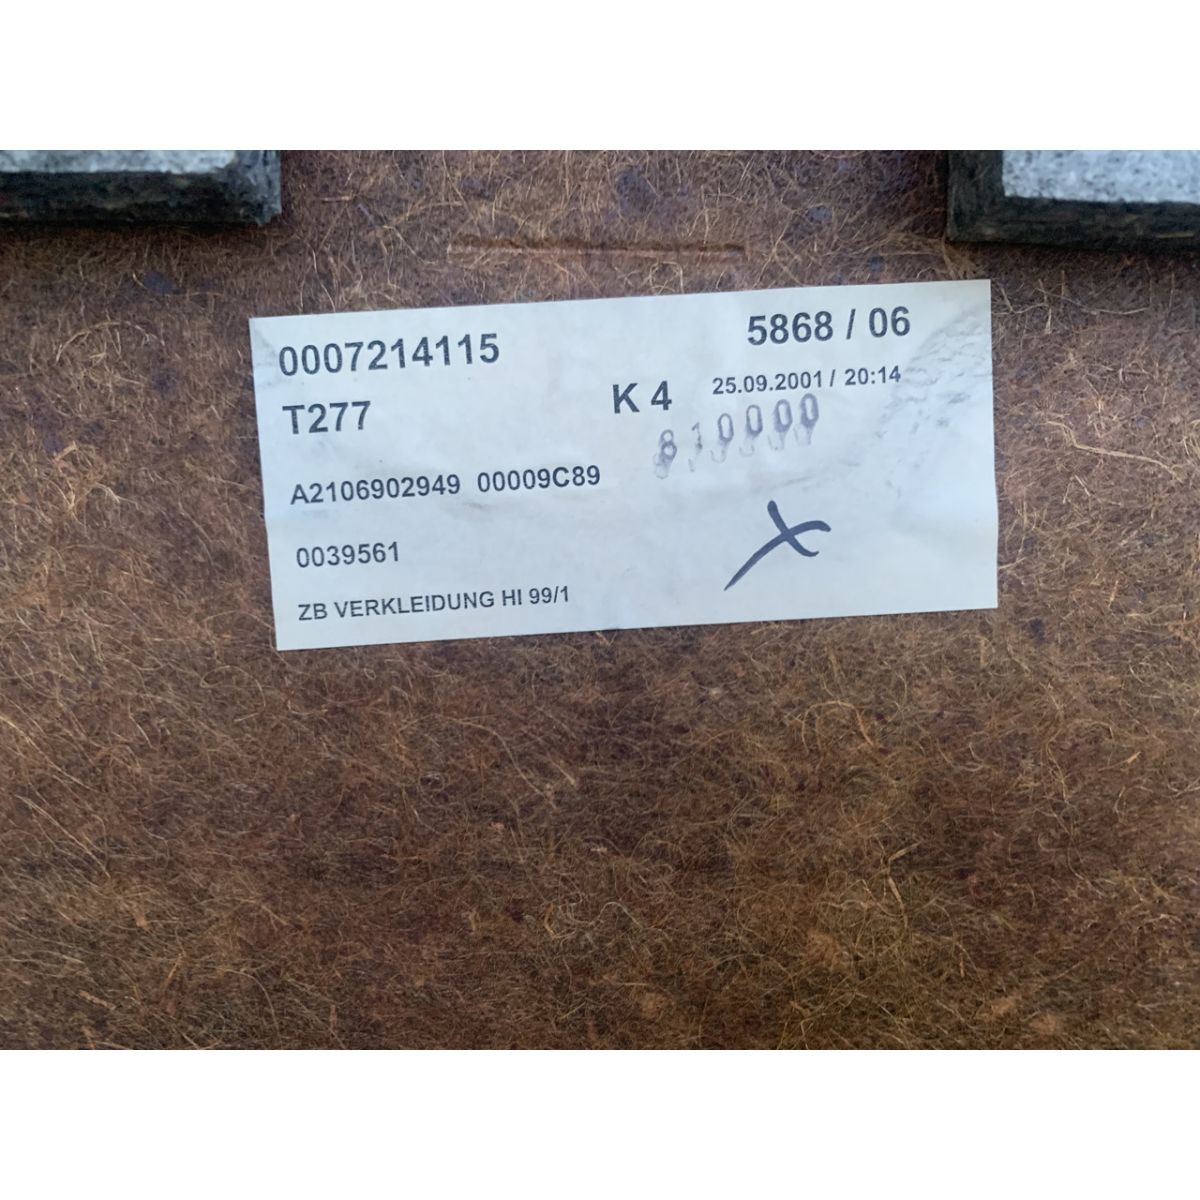 0007214115 5868 / 06
T277 K 4 25.09.2001 / 20:14
810000
A2106902949 00009C89
0039561
ZB VERKLEIDUNG HI 99/1